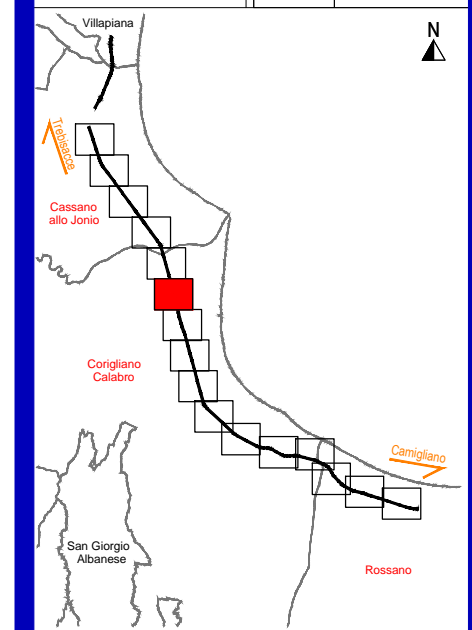 Villapiana
N
Trebisacce
Cassano
allo Jonio
Corigliano
Calabro
Camigliano
San Giorgio
Albanese
Rossano